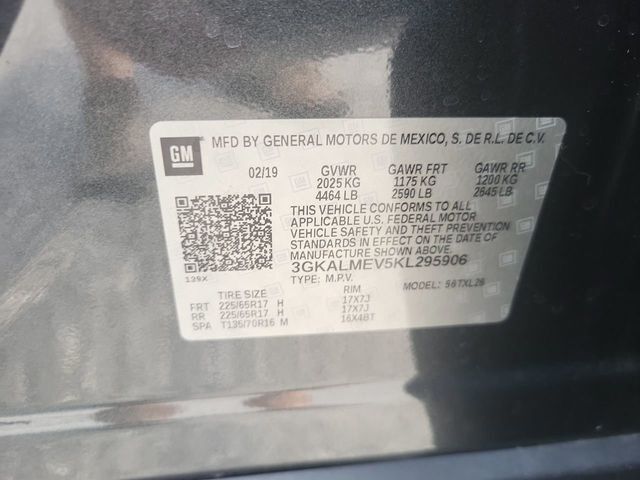 GM
MFD BY GENERAL MOTORS DE MEXICO, S. DE R.L. DE C.V.
02/19 GVWR GAWR FRT GAWR RR
2025 KG 1175 KG 1200 KG
4464 LB 2590 LB 2645 LB
THIS VEHICLE CONFORMS TO ALL
APPLICABLE U.S. FEDERAL MOTOR
VEHICLE SAFETY AND THEFT PREVENTION
STANDARDS IN EFFECT ON THE DATE OF
MANUFACTURE SHOWN ABOVE.
3GKALMEV5KL295906
139X
TYPE: M.P.V. MODEL: 56TXL26
TIRE SIZE RIM
FRT 225/65R17 H 17X7J
RR 225/65R17 H 17X7J
SPA T135/70R16 M 16X4BT